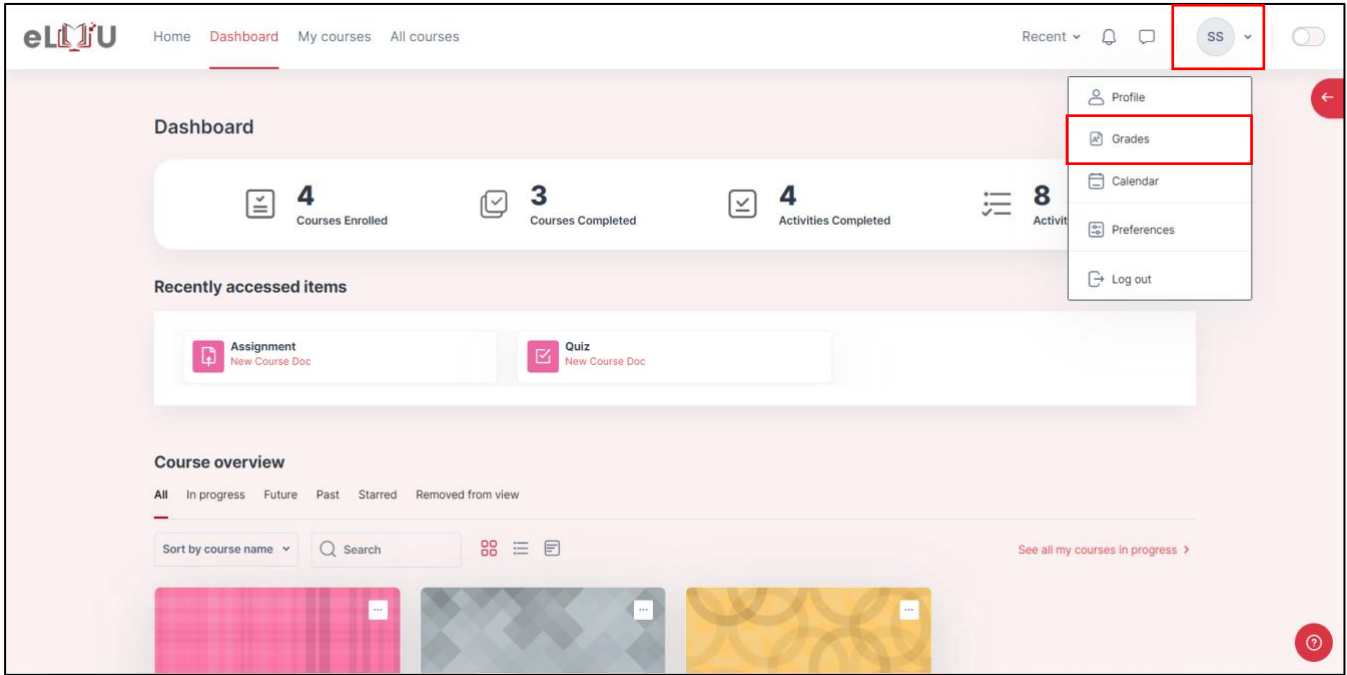 eLMU Home Dashboard My courses All courses Recent SS
Profile
Dashboard
Grades
4 3 4 8
Courses Enrolled Courses Completed Activities Completed Activit
Calendar
Preferences
Log out
Recently accessed items
Assignment
New Course Doc
Quiz
New Course Doc
Course overview
All In progress Future Past Starred Removed from view
Sort by course name Search See all my courses in progress